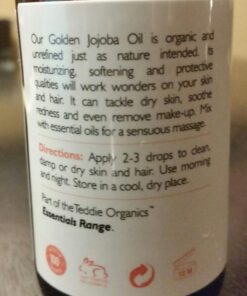 Our Golden Jojoba Oil is organic and
unrefined just as nature intended. Its
moisturizing, softening and protective
qualities will work wonders on your skin
and hair. It can tackle dry skin, soothe
redness and even remove make-up. Mix
with essential oils for a sensuous massage.
Directions: Apply 2-3 drops to clean,
damp or dry skin and hair. Use morning
and night. Store in a cool, dry place.
Part of the Teddie Organics™
Essentials Range.
12 M